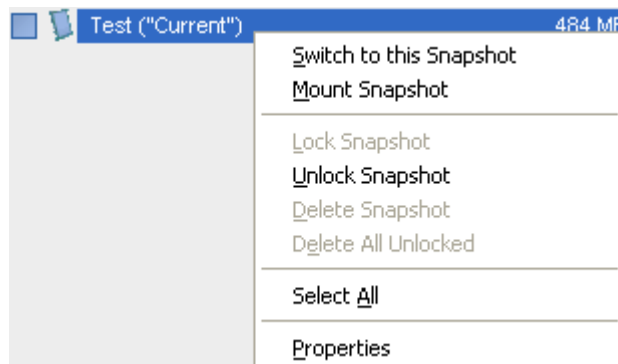 Test ("Current") 484 MB
Switch to this Snapshot
Mount Snapshot
Lock Snapshot
Unlock Snapshot
Delete Snapshot
Delete All Unlocked
Select All
Properties